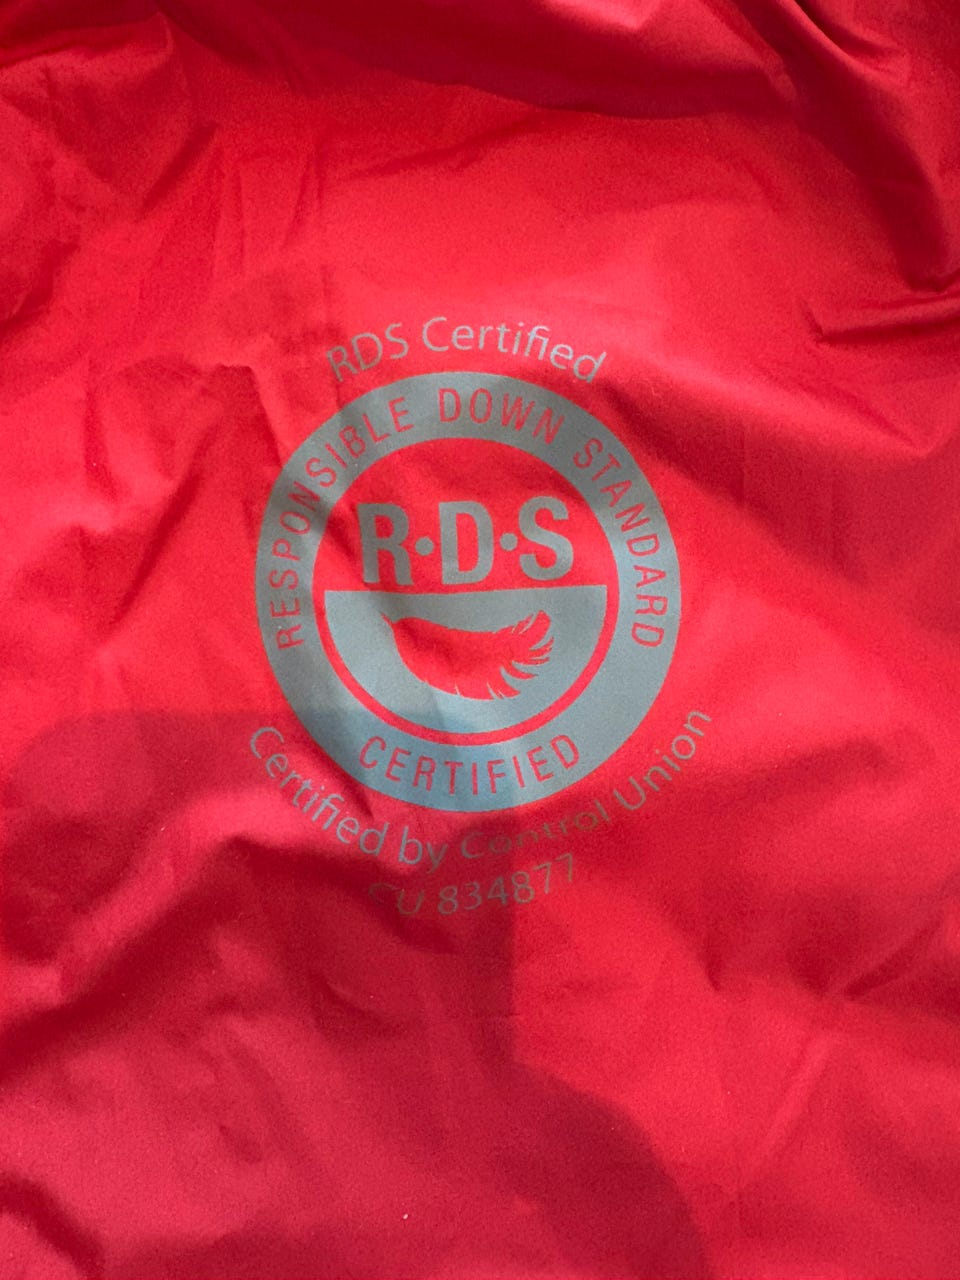 RDS Certified
RESPONSIBLE DOWN STANDARD
R·D·S
CERTIFIED
Certified by Control Union
CU 834877